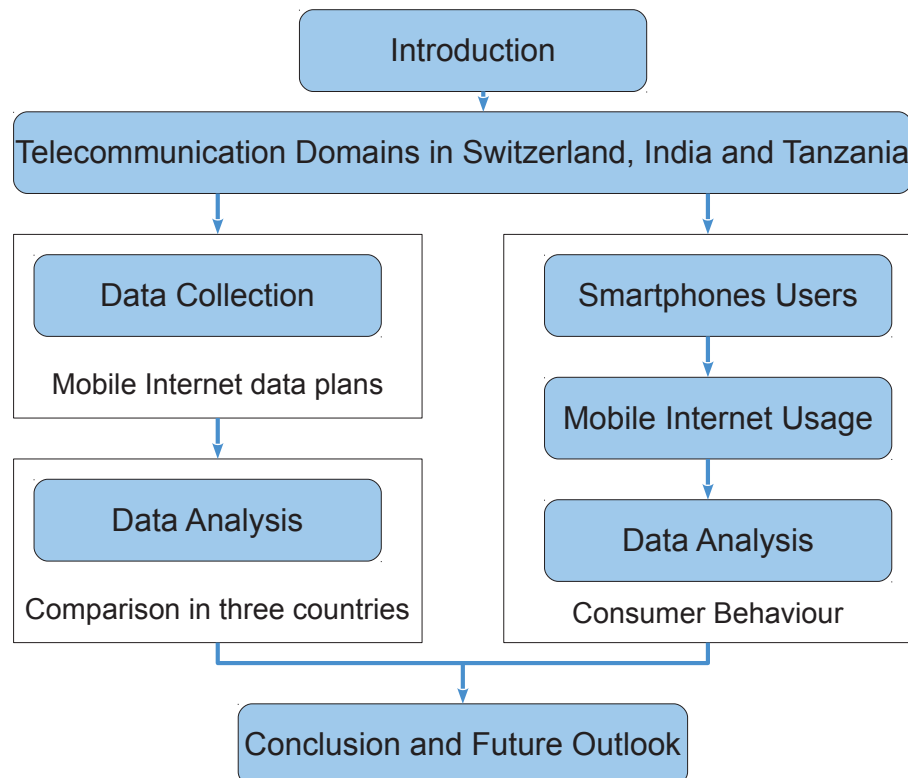 Introduction
Telecommunication Domains in Switzerland, India and Tanzania
Data Collection
Mobile Internet data plans
Data Analysis
Comparison in three countries
Smartphones Users
Mobile Internet Usage
Data Analysis
Consumer Behaviour
Conclusion and Future Outlook